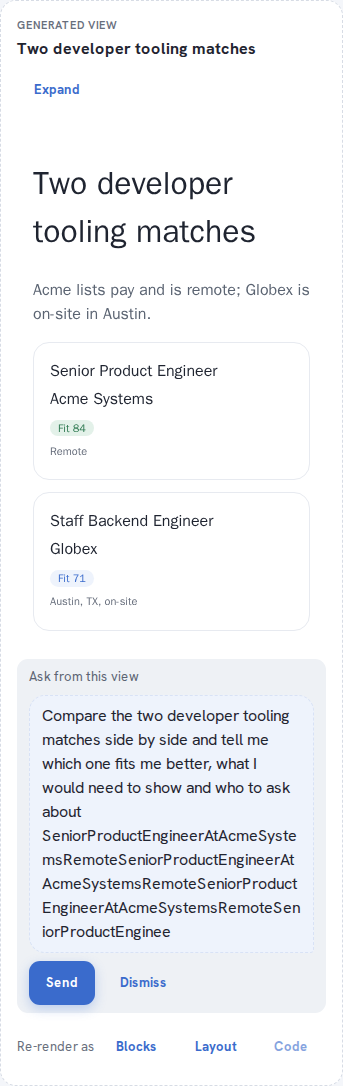 GENERATED VIEW
Two developer tooling matches
Expand
Two developer
tooling matches
Acme lists pay and is remote; Globex is
on-site in Austin.
Senior Product Engineer
Acme Systems
Fit 84
Remote
Staff Backend Engineer
Globex
Fit 71
Austin, TX, on-site
Ask from this view
Compare the two developer tooling
matches side by side and tell me
which one fits me better, what I
would need to show and who to ask
about
SeniorProductEngineerAtAcmeSyste
msRemoteSeniorProductEngineerAt
AcmeSystemsRemoteSeniorProduct
EngineerAtAcmeSystemsRemoteSen
iorProductEnginee
Send Dismiss
Re-render as Blocks Layout Code